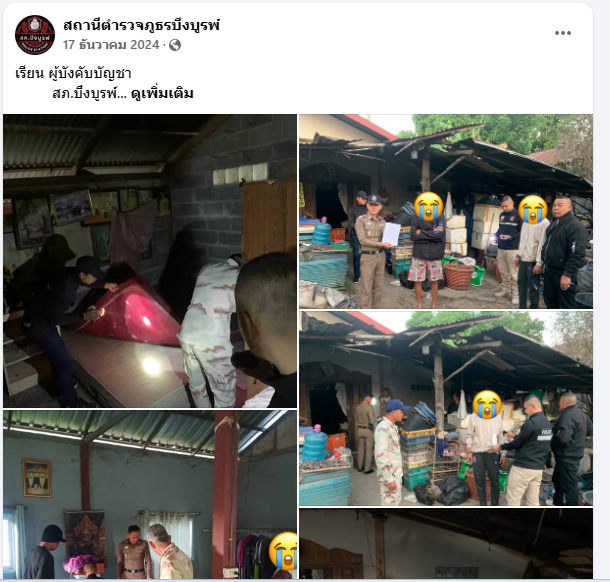 สถานีตำรวจภูธรบึงบูรพ์
17 ธันวาคม 2024 ·
เรียน ผู้บังคับบัญชา
สภ.บึงบูรพ์... ดูเพิ่มเติม